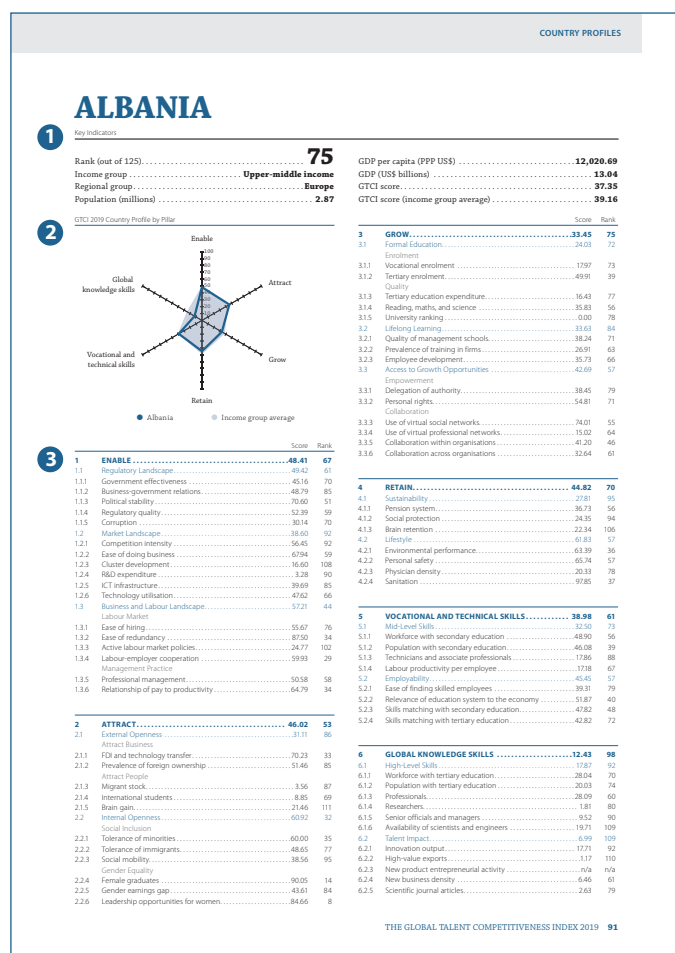 COUNTRY PROFILES
ALBANIA
1
Key Indicators
Rank (out of 125) 75
Income group Upper-middle income
Regional group Europe
Population (millions) 2.87
GDP per capita (PPP US$) 12,020.69
GDP (US$ billions) 13.04
GTCI score 37.35
GTCI score (income group average) 39.16
2
GTCI 2019 Country Profile by Pillar
Enable
100
90
80
70
60
50
40
30
20
10
Attract
Grow
Retain
Vocational and
technical skills
Global
knowledge skills
Albania
Income group average
3
Score Rank
1 ENABLE 48.41 67
1.1 Regulatory Landscape 49.42 61
1.1.1 Government effectiveness 45.16 70
1.1.2 Business-government relations 48.79 85
1.1.3 Political stability 70.60 51
1.1.4 Regulatory quality 52.39 59
1.1.5 Corruption 30.14 70
1.2 Market Landscape 38.60 92
1.2.1 Competition intensity 56.45 92
1.2.2 Ease of doing business 67.94 59
1.2.3 Cluster development 16.60 108
1.2.4 R&D expenditure 3.28 90
1.2.5 ICT infrastructure 39.69 85
1.2.6 Technology utilisation 47.62 66
1.3 Business and Labour Landscape 57.21 44
Labour Market
1.3.1 Ease of hiring 55.67 76
1.3.2 Ease of redundancy 87.50 34
1.3.3 Active labour market policies 24.77 102
1.3.4 Labour-employer cooperation 59.93 29
Management Practice
1.3.5 Professional management 50.58 58
1.3.6 Relationship of pay to productivity 64.79 34
2 ATTRACT 46.02 53
2.1 External Openness 31.11 86
Attract Business
2.1.1 FDI and technology transfer 70.23 33
2.1.2 Prevalence of foreign ownership 51.46 85
Attract People
2.1.3 Migrant stock 3.56 87
2.1.4 International students 8.85 69
2.1.5 Brain gain 21.46 111
2.2 Internal Openness 60.92 32
Social Inclusion
2.2.1 Tolerance of minorities 60.00 35
2.2.2 Tolerance of immigrants 48.65 77
2.2.3 Social mobility 38.56 95
Gender Equality
2.2.4 Female graduates 90.05 14
2.2.5 Gender earnings gap 43.61 84
2.2.6 Leadership opportunities for women 84.66 8
Score Rank
3 GROW 33.45 75
3.1 Formal Education 24.03 72
Enrolment
3.1.1 Vocational enrolment 17.97 73
3.1.2 Tertiary enrolment 49.91 39
Quality
3.1.3 Tertiary education expenditure 16.43 77
3.1.4 Reading, maths, and science 35.83 56
3.1.5 University ranking 0.00 78
3.2 Lifelong Learning 33.63 84
3.2.1 Quality of management schools 38.24 71
3.2.2 Prevalence of training in firms 26.91 63
3.2.3 Employee development 35.73 66
3.3 Access to Growth Opportunities 42.69 57
Empowerment
3.3.1 Delegation of authority 38.45 79
3.3.2 Personal rights 54.81 71
Collaboration
3.3.3 Use of virtual social networks 74.01 55
3.3.4 Use of virtual professional networks 15.02 64
3.3.5 Collaboration within organisations 41.20 46
3.3.6 Collaboration across organisations 32.64 61
4 RETAIN 44.82 70
4.1 Sustainability 27.81 95
4.1.1 Pension system 36.73 56
4.1.2 Social protection 24.35 94
4.1.3 Brain retention 22.34 106
4.2 Lifestyle 61.83 57
4.2.1 Environmental performance 63.39 36
4.2.2 Personal safety 65.74 57
4.2.3 Physician density 20.33 78
4.2.4 Sanitation 97.85 37
5 VOCATIONAL AND TECHNICAL SKILLS 38.98 61
5.1 Mid-Level Skills 32.50 73
5.1.1 Workforce with secondary education 48.90 56
5.1.2 Population with secondary education 46.08 39
5.1.3 Technicians and associate professionals 17.86 88
5.1.4 Labour productivity per employee 17.18 67
5.2 Employability 45.45 57
5.2.1 Ease of finding skilled employees 39.31 79
5.2.2 Relevance of education system to the economy 51.87 40
5.2.3 Skills matching with secondary education 47.82 48
5.2.4 Skills matching with tertiary education 42.82 72
6 GLOBAL KNOWLEDGE SKILLS 12.43 98
6.1 High-Level Skills 17.87 92
6.1.1 Workforce with tertiary education 28.04 70
6.1.2 Population with tertiary education 20.03 74
6.1.3 Professionals 28.09 60
6.1.4 Researchers 1.81 80
6.1.5 Senior officials and managers 9.52 90
6.1.6 Availability of scientists and engineers 19.71 109
6.2 Talent Impact 6.99 109
6.2.1 Innovation output 17.71 92
6.2.2 High-value exports 1.17 110
6.2.3 New product entrepreneurial activity n/a n/a
6.2.4 New business density 6.46 61
6.2.5 Scientific journal articles 2.63 79
THE GLOBAL TALENT COMPETITIVENESS INDEX 2019 91